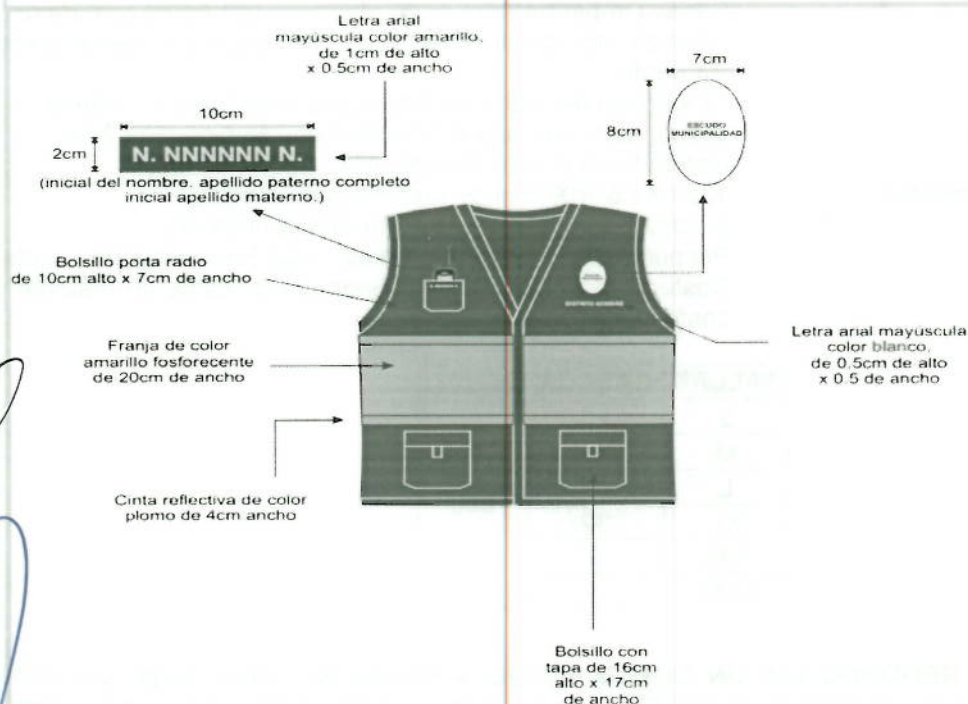 Letra arial
mayúscula color amarillo,
de 1cm de alto
x 0.5cm de ancho
7cm
10cm
8cm
ESCUDO
MUNICIPALIDAD
2cm
N. NNNNNN N.
(inicial del nombre. apellido paterno completo
inicial apellido materno.)
Bolsillo porta radio
de 10cm alto x 7cm de ancho
Letra arial mayúscula
color blanco,
de 0.5cm de alto
x 0.5 de ancho
Franja de color
amarillo fosforecente
de 20cm de ancho
Cinta reflectiva de color
plomo de 4cm ancho
Bolsillo con
tapa de 16cm
alto x 17cm
de ancho